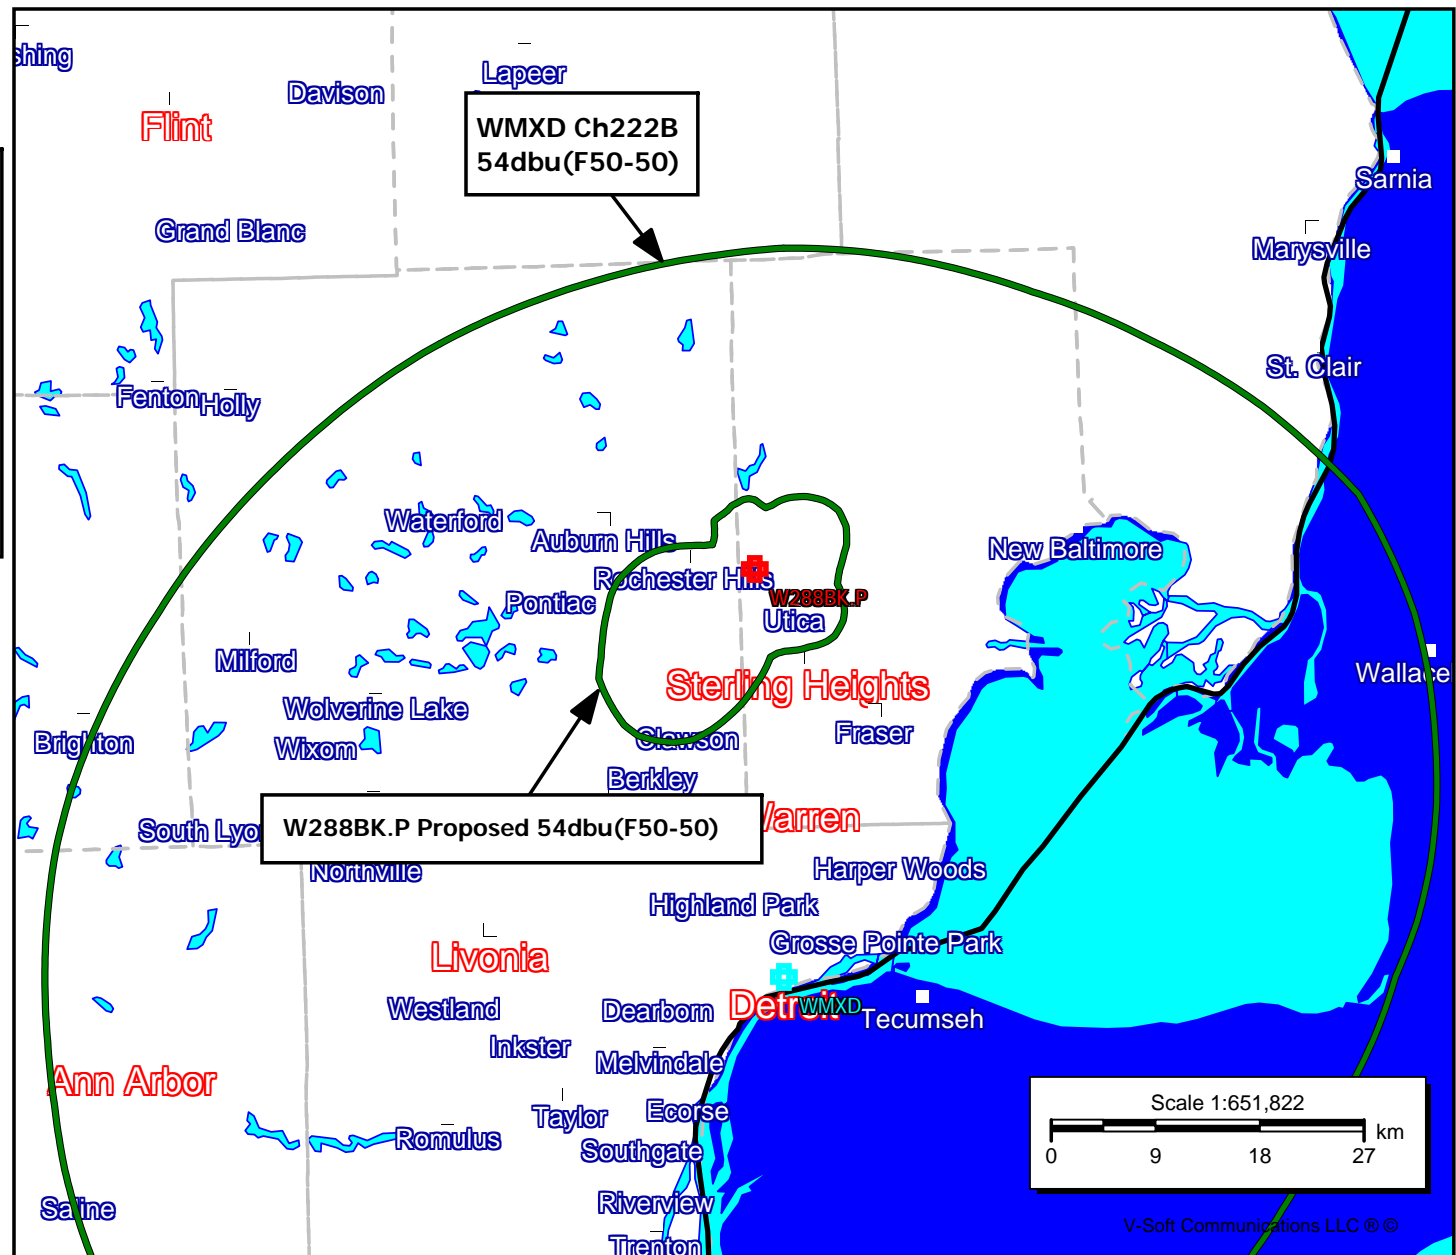 shing
Lapeer
Davison
Flint
WMXD Ch222B
54dbu(F50-50)
Sarnia
Grand Blanc
Marysville
St. Clair
Fenton
Holly
Waterford
Auburn Hills
New Baltimore
Rochester Hills
W288BK.P
Pontiac
Utica
Milford
Wallace
Sterling Heights
Wolverine Lake
Fraser
Brighton
Wixom
Clawson
Berkley
W288BK.P Proposed 54dbu(F50-50)
Warren
South Lyo
Northville
Harper Woods
Highland Park
Grosse Pointe Park
Livonia
Detroit
WMXD
Westland
Dearborn
Tecumseh
Inkster
Melvindale
Ann Arbor
Scale 1:651,822
km
0 9 18 27
Taylor
Ecorse
Romulus
Southgate
Saline
Riverview
V-Soft Communications LLC ® ©
Trenton